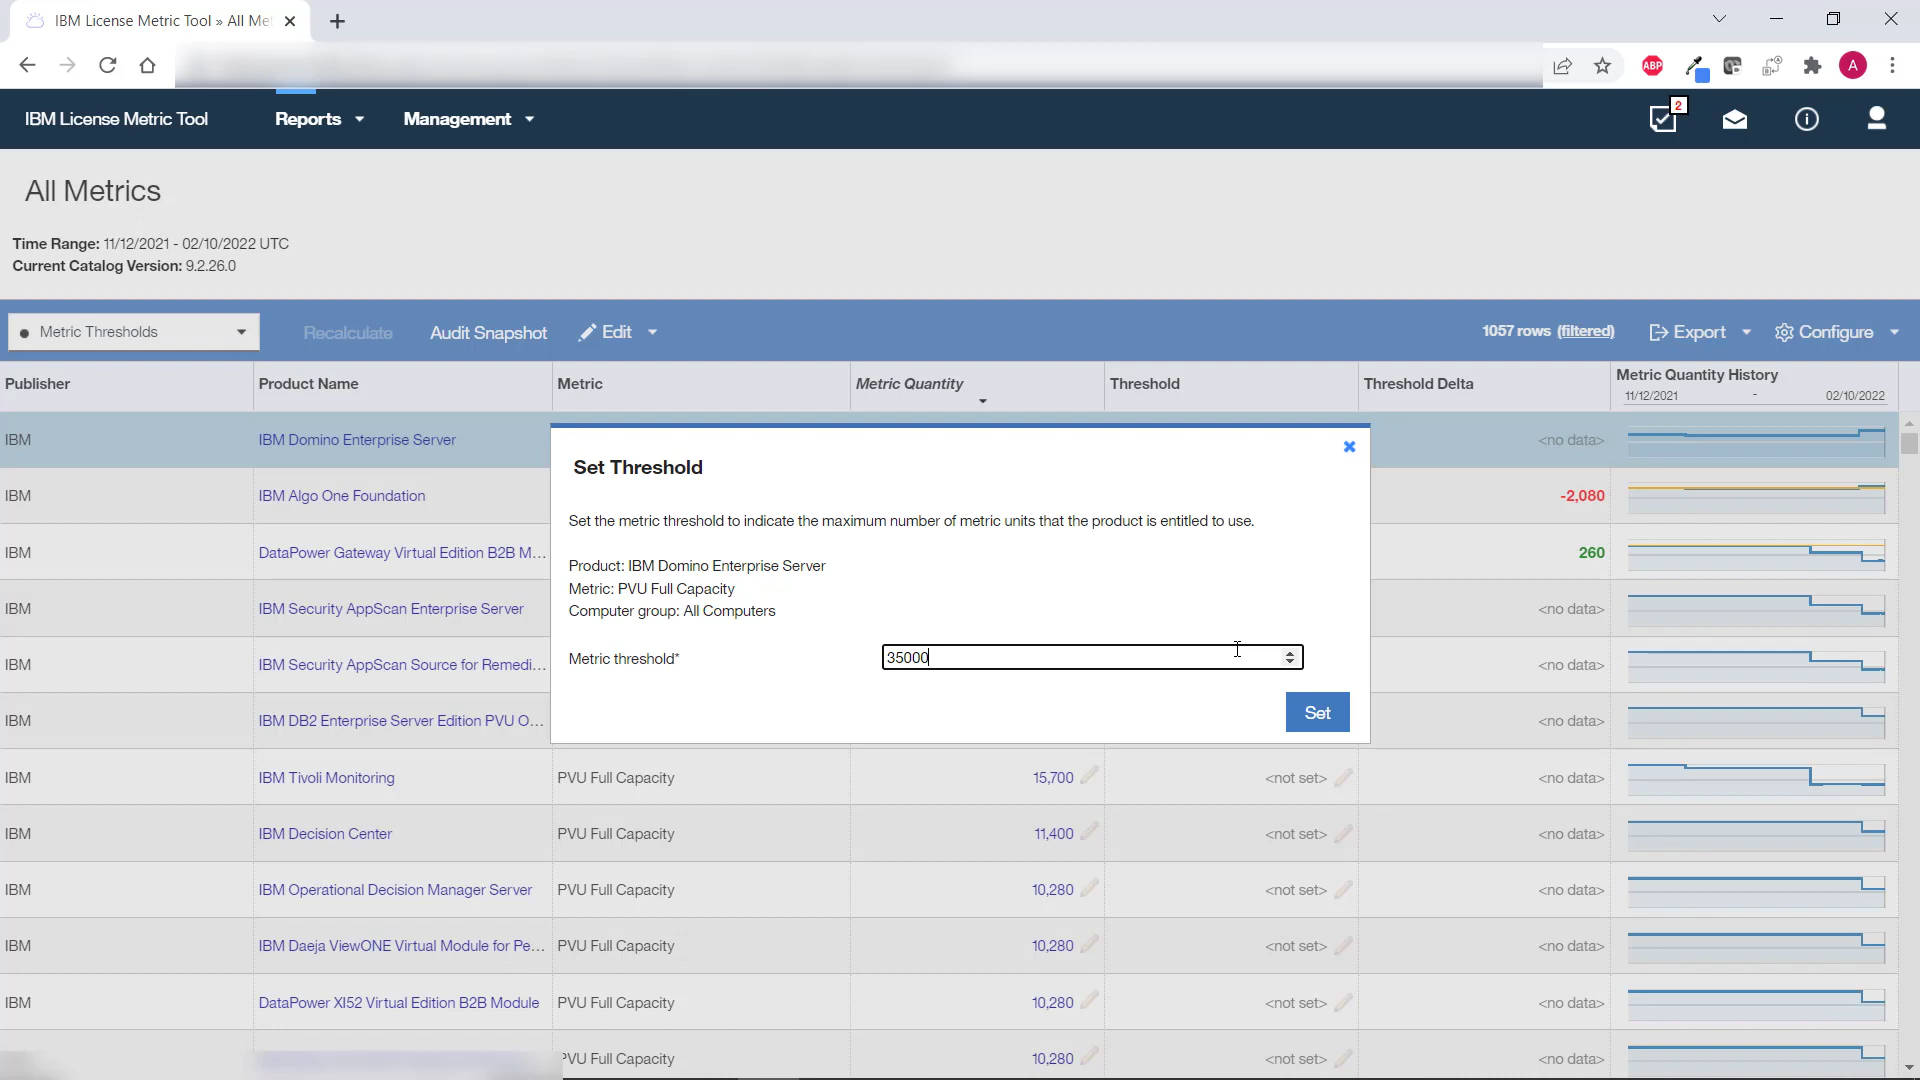 IBM License Metric Tool » All Me
ABP
A
IBM License Metric Tool
Reports
Management
2
All Metrics
Time Range: 11/12/2021 - 02/10/2022 UTC
Current Catalog Version: 9.2.26.0
Metric Thresholds
Recalculate
Audit Snapshot
Edit
1057 rows (filtered)
Export
Configure
Publisher
Product Name
Metric
Metric Quantity
Threshold
Threshold Delta
Metric Quantity History
11/12/2021 - 02/10/2022
IBM IBM Domino Enterprise Server <no data>
IBM IBM Algo One Foundation -2,080
IBM DataPower Gateway Virtual Edition B2B M... 260
IBM IBM Security AppScan Enterprise Server <no data>
IBM IBM Security AppScan Source for Remedi... <no data>
IBM IBM DB2 Enterprise Server Edition PVU O... <no data>
Set Threshold
Set the metric threshold to indicate the maximum number of metric units that the product is entitled to use.
Product: IBM Domino Enterprise Server
Metric: PVU Full Capacity
Computer group: All Computers
Metric threshold* 35000
Set
IBM IBM Tivoli Monitoring PVU Full Capacity 15,700 <not set> <no data>
IBM IBM Decision Center PVU Full Capacity 11,400 <not set> <no data>
IBM IBM Operational Decision Manager Server PVU Full Capacity 10,280 <not set> <no data>
IBM IBM Daeja ViewONE Virtual Module for Pe... PVU Full Capacity 10,280 <not set> <no data>
IBM DataPower XI52 Virtual Edition B2B Module PVU Full Capacity 10,280 <not set> <no data>
PVU Full Capacity 10,280 <not set> <no data>